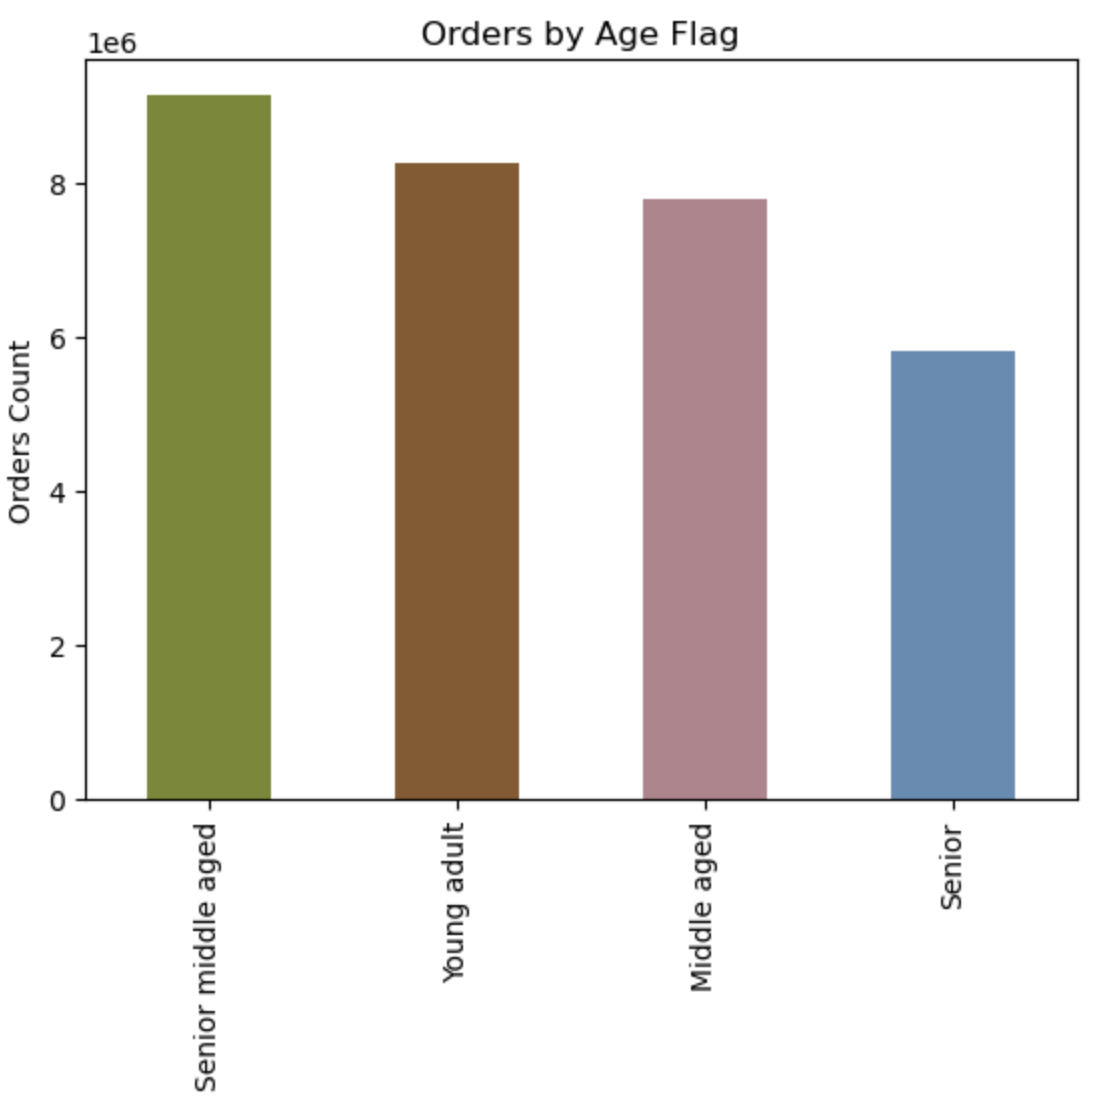 Orders by Age Flag
1e6
8
6
4
2
0
Orders Count
Senior middle aged
Young adult
Middle aged
Senior